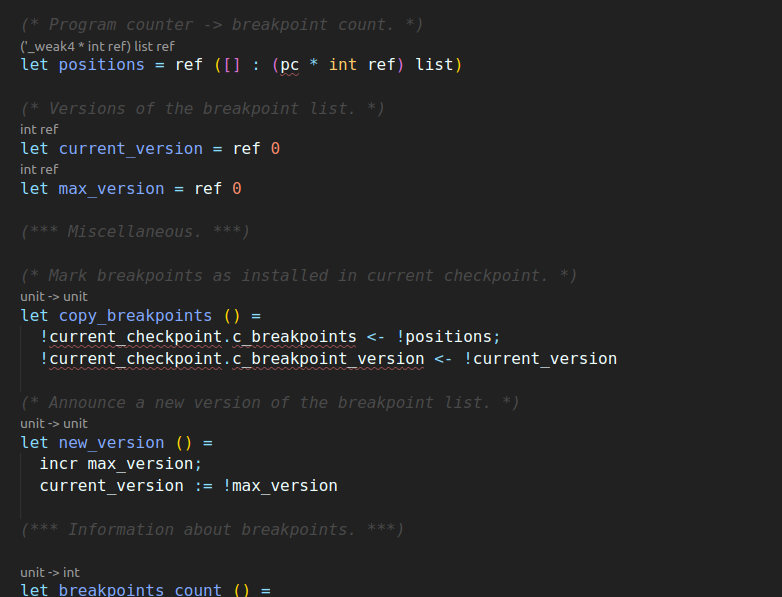 (* Program counter -> breakpoint count. *)
('_weak4 * int ref) list ref
let positions = ref ([] : (pc * int ref) list)
(* Versions of the breakpoint list. *)
int ref
let current_version = ref 0
int ref
let max_version = ref 0
(*** Miscellaneous. ***)
(* Mark breakpoints as installed in current checkpoint. *)
unit -> unit
let copy_breakpoints () =
  !current_checkpoint.c_breakpoints <- !positions;
  !current_checkpoint.c_breakpoint_version <- !current_version
(* Announce a new version of the breakpoint list. *)
unit -> unit
let new_version () =
  incr max_version;
  current_version := !max_version
(*** Information about breakpoints. ***)
unit -> int
let breakpoints_count () =